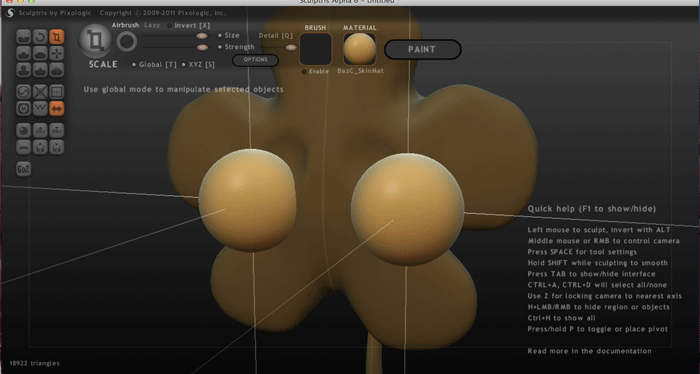 Sculptris Alpha 6 - Untitled
Sculptris by Pixologic Copyright © 2009-2011 Pixologic, Inc.
Airbrush Lazy Invert [X]
Size
Strength
Detail [Q]
BRUSH
MATERIAL
PAINT
SCALE
Global [T] XYZ [S]
OPTIONS
Enable
BazC_SkinMat
Use global mode to manipulate selected objects
GoZ
Quick help (F1 to show/hide)
Left mouse to sculpt, invert with ALT
Middle mouse or RMB to control camera
Press SPACE for tool settings
Hold SHIFT while sculpting to smooth
Press TAB to show/hide interface
CTRL+A, CTRL+D will select all/none
Use Z for locking camera to nearest axis
H+LMB/RMB to hide region or objects
Ctrl+H to show all
Press/hold P to toggle or place pivot
Read more in the documentation
18922 triangles